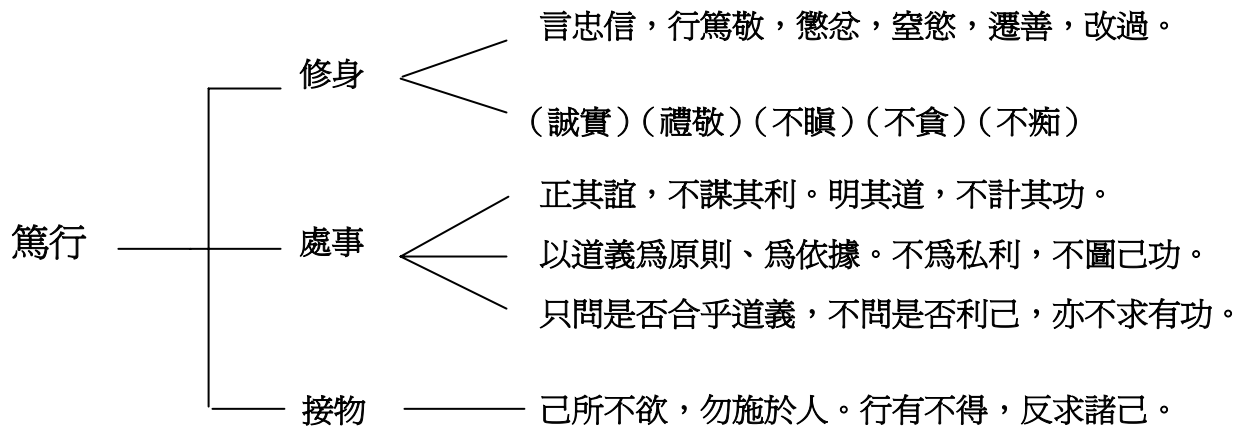 言忠信，行篤敬，懲忿，窒慾，遷善，改過。
修身
（誠實）（禮敬）（不瞋）（不貪）（不痴）
正其誼，不謀其利。明其道，不計其功。
篤行
處事
以道義爲原則、爲依據。不爲私利，不圖己功。
只問是否合乎道義，不問是否利己，亦不求有功。
接物
己所不欲，勿施於人。行有不得，反求諸己。